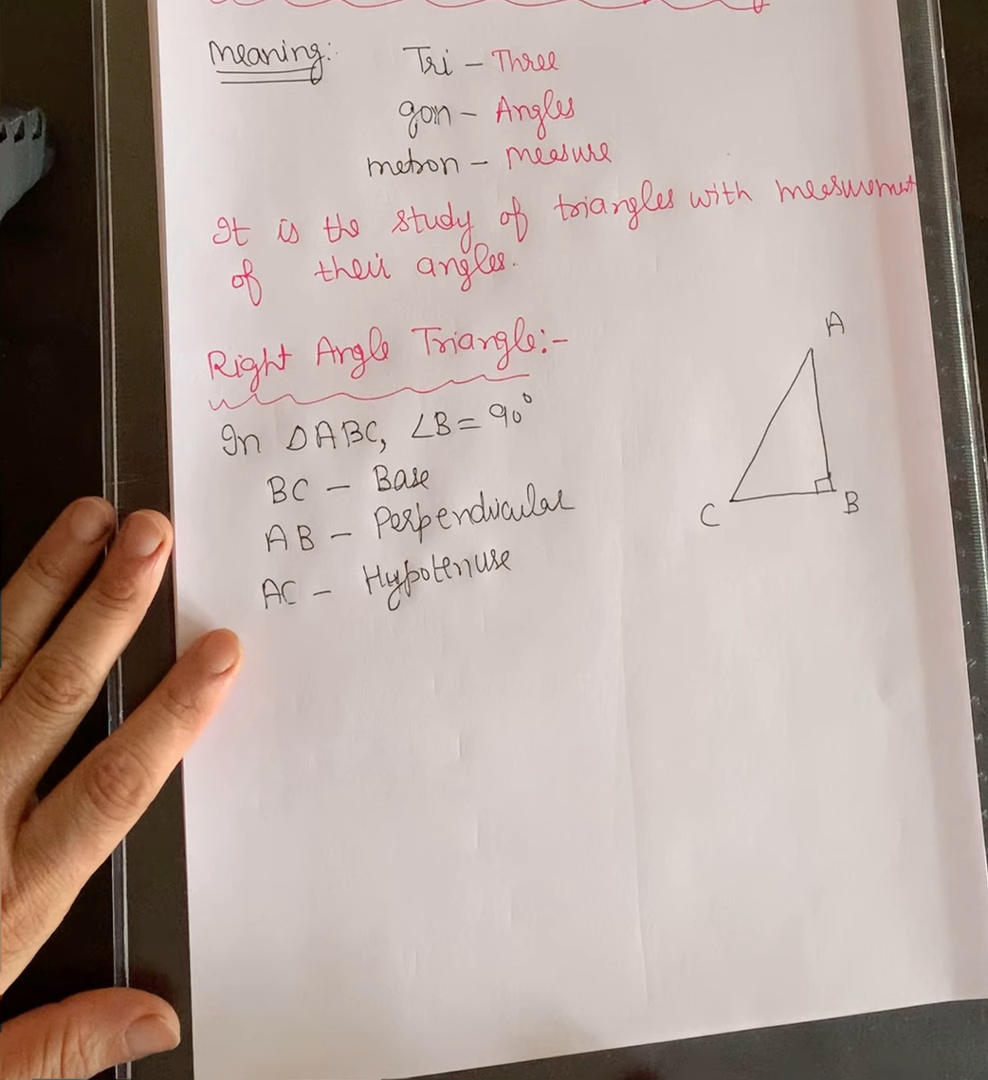 Meaning:
Tri – Three
gon – Angles
metron – Measure
It is the study of triangles with measurement
of their angles.
Right Angle Triangle:-
In ΔABC, ∠B = 90°
BC – Base
AB – Perpendicular
AC – Hypotenuse
A
C
B